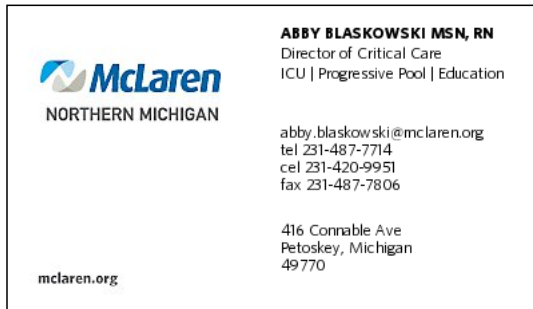 McLaren
NORTHERN MICHIGAN
mclaren.org
ABBY BLASKOWSKI MSN, RN
Director of Critical Care
ICU | Progressive Pool | Education
abby.blaskowski@mclaren.org
tel 231-487-7714
cel 231-420-9951
fax 231-487-7806
416 Connable Ave
Petoskey, Michigan
49770